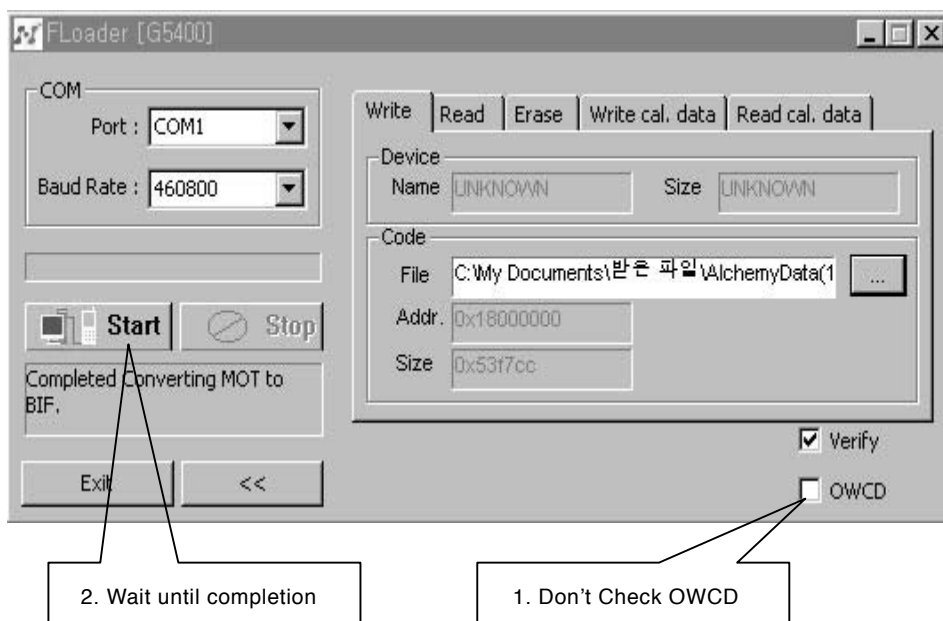 FLoader [G5400]
COM
Port : COM1
Baud Rate : 460800
Start
Stop
Completed Converting MOT to
BIF.
Exit
<<
Write
Read
Erase
Write cal. data
Read cal. data
Device
Name UNKNOWN
Size UNKNOWN
Code
File C:\My Documents\받은 파일\AlchemyData(1
...
Addr. 0x18000000
Size 0x53f7cc
Verify
OWCD
2. Wait until completion
1. Don't Check OWCD